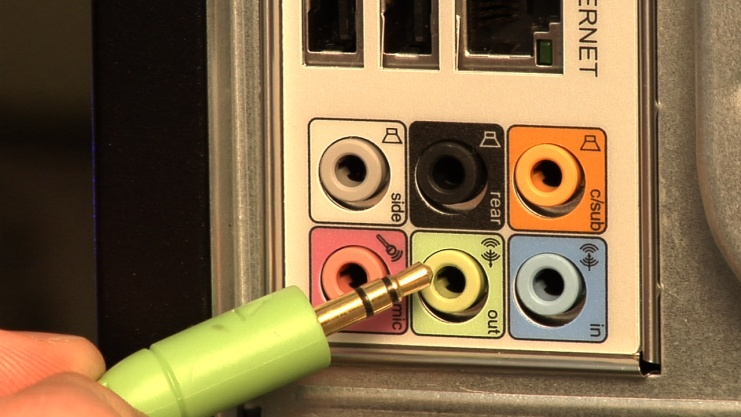 ERNET
side
rear
c/sub
mic
out
in